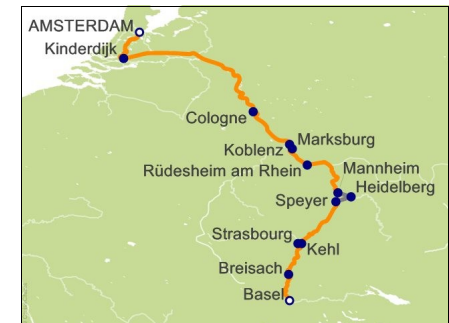 AMSTERDAM
Kinderdijk
Cologne
Marksburg
Koblenz
Rüdesheim am Rhein
Mannheim
Heidelberg
Speyer
Strasbourg
Kehl
Breisach
Basel